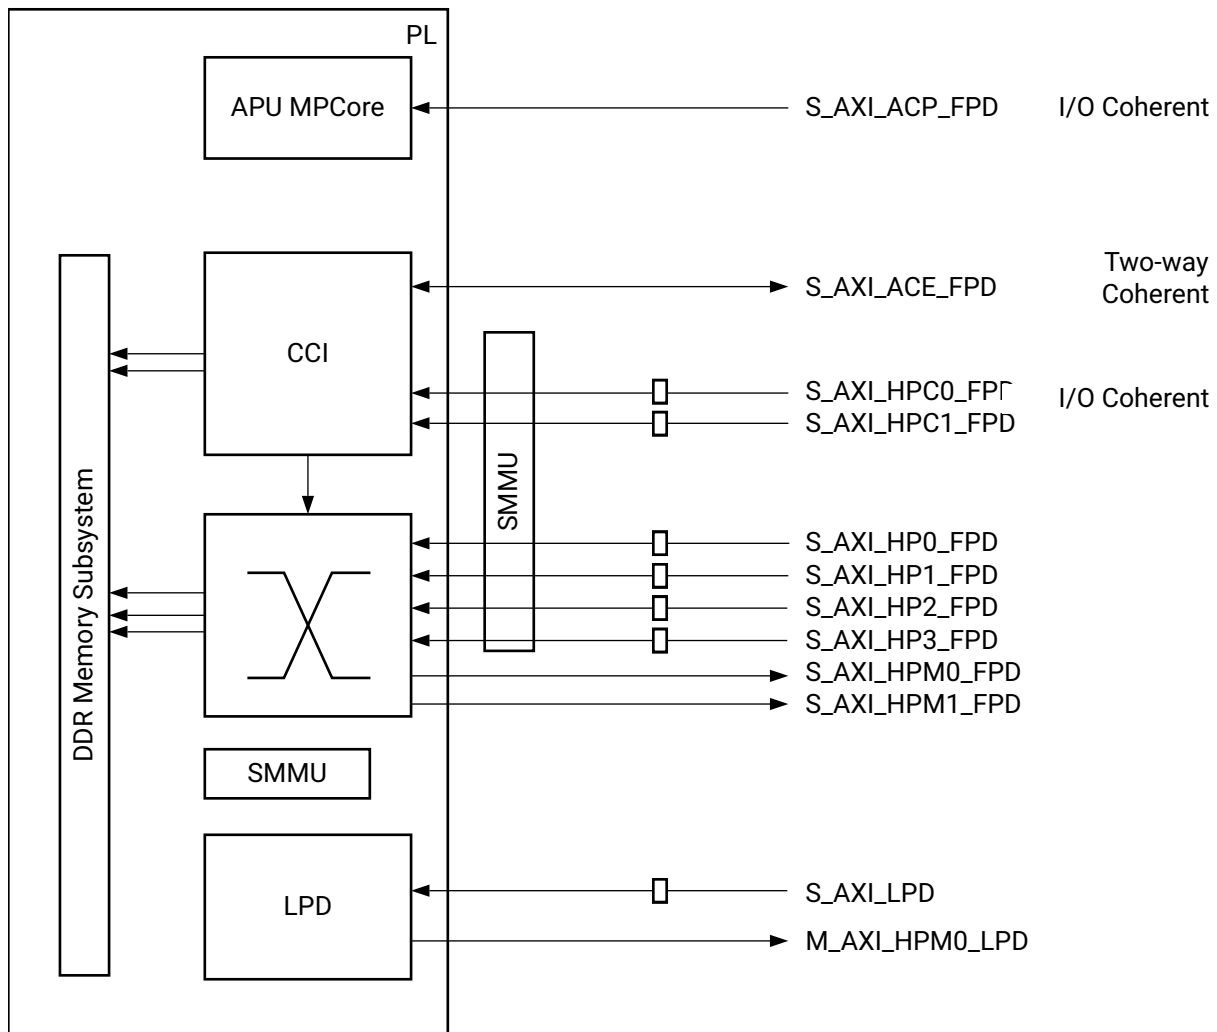 PL
APU MPCore
S_AXI_ACP_FPD
I/O Coherent
Two-way
Coherent
S_AXI_ACE_FPD
CCI
S_AXI_HPC0_FPD
I/O Coherent
S_AXI_HPC1_FPD
SMMU
DDR Memory Subsystem
S_AXI_HP0_FPD
S_AXI_HP1_FPD
S_AXI_HP2_FPD
S_AXI_HP3_FPD
S_AXI_HPM0_FPD
S_AXI_HPM1_FPD
SMMU
LPD
S_AXI_LPD
M_AXI_HPM0_LPD